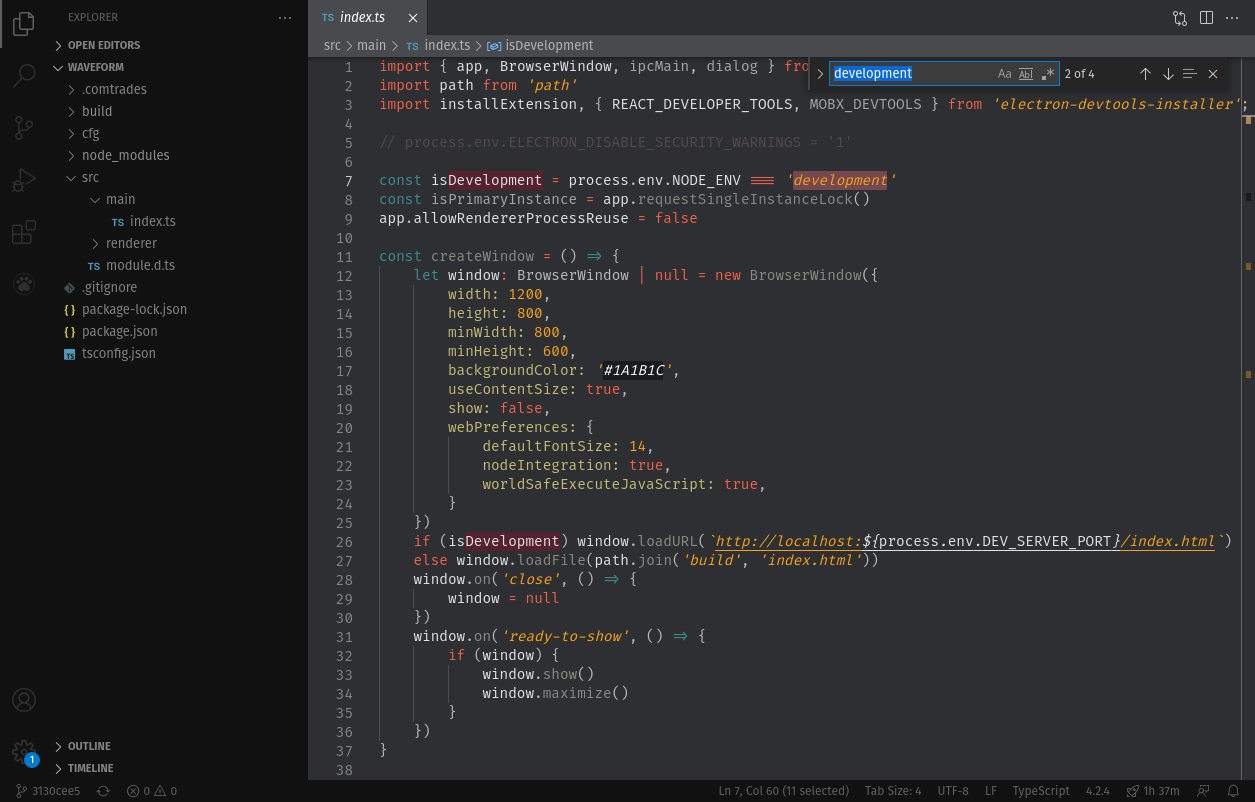 EXPLORER
OPEN EDITORS
WAVEFORM
.comtrades
build
cfg
node_modules
src
main
TS index.ts
renderer
TS module.d.ts
.gitignore
{} package-lock.json
{} package.json
TS tsconfig.json
OUTLINE
TIMELINE
1
TS index.ts
src > main > TS index.ts > isDevelopment
development Aa Abl .* 2 of 4
1 import { app, BrowserWindow, ipcMain, dialog } fro
2 import path from 'path'
3 import installExtension, { REACT_DEVELOPER_TOOLS, MOBX_DEVTOOLS } from 'electron-devtools-installer';
4
5 // process.env.ELECTRON_DISABLE_SECURITY_WARNINGS = '1'
6
7 const isDevelopment = process.env.NODE_ENV === 'development'
8 const isPrimaryInstance = app.requestSingleInstanceLock()
9 app.allowRendererProcessReuse = false
10
11 const createWindow = () => {
12 let window: BrowserWindow | null = new BrowserWindow({
13 width: 1200,
14 height: 800,
15 minWidth: 800,
16 minHeight: 600,
17 backgroundColor: '#1A1B1C',
18 useContentSize: true,
19 show: false,
20 webPreferences: {
21 defaultFontSize: 14,
22 nodeIntegration: true,
23 worldSafeExecuteJavaScript: true,
24 }
25 })
26 if (isDevelopment) window.loadURL(`http://localhost:${process.env.DEV_SERVER_PORT}/index.html`)
27 else window.loadFile(path.join('build', 'index.html'))
28 window.on('close', () => {
29 window = null
30 })
31 window.on('ready-to-show', () => {
32 if (window) {
33 window.show()
34 window.maximize()
35 }
36 })
37 }
38
3130cee5 0 0 Ln 7, Col 60 (11 selected) Tab Size: 4 UTF-8 LF TypeScript 4.2.4 1h 37m